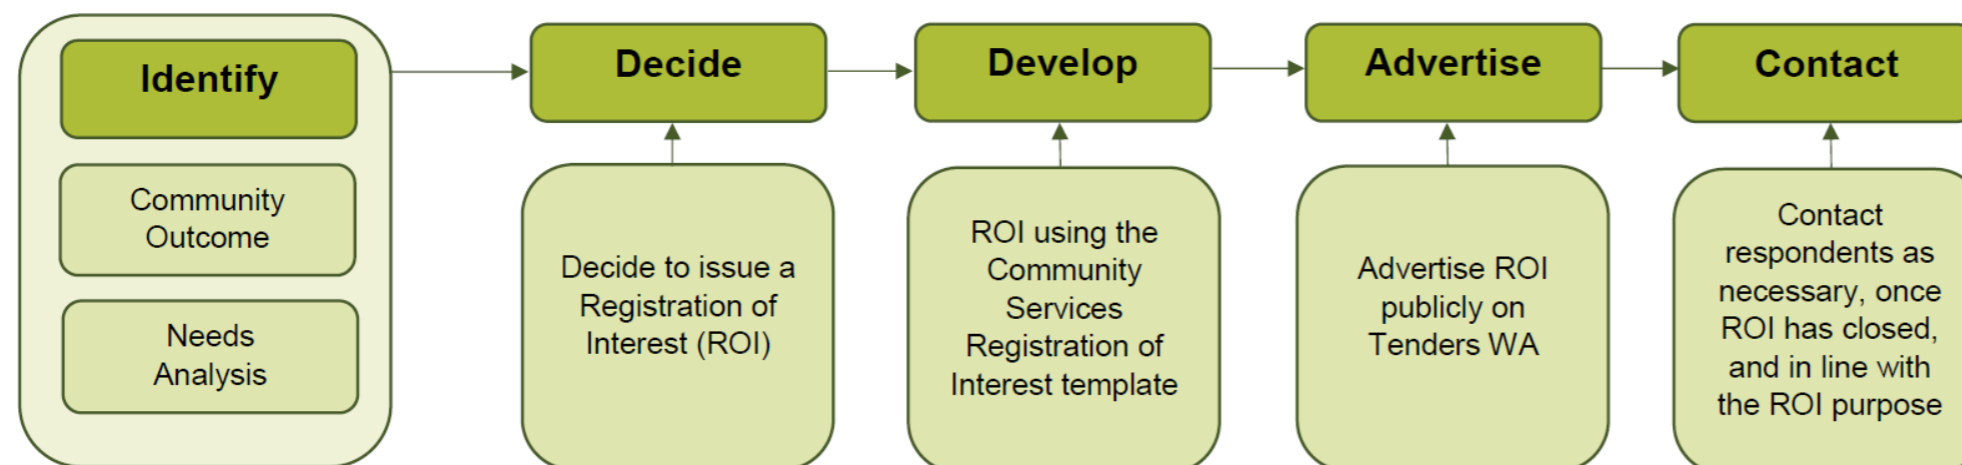 Identify
Community
Outcome
Needs
Analysis
Decide
Decide to issue a
Registration of
Interest (ROI)
Develop
ROI using the
Community
Services
Registration of
Interest template
Advertise
Advertise ROI
publicly on
Tenders WA
Contact
Contact
respondents as
necessary, once
ROI has closed,
and in line with
the ROI purpose